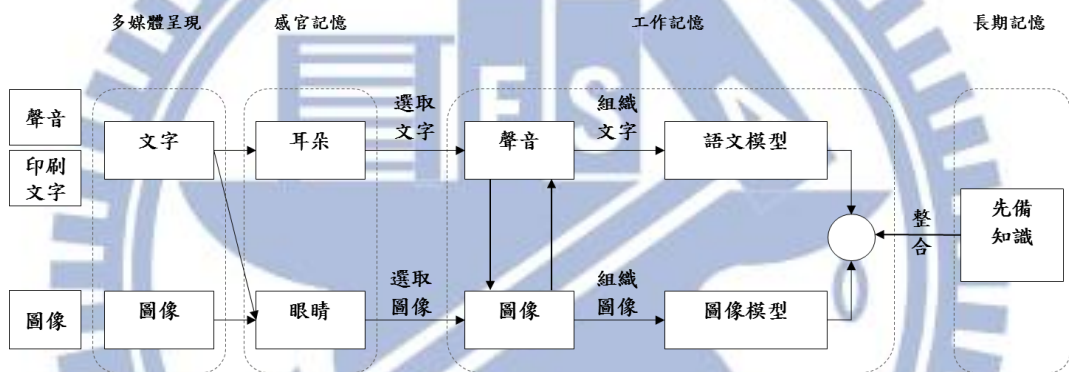 多媒體呈現
感官記憶
工作記憶
長期記憶
聲音
印刷
文字
圖像
文字
圖像
耳朵
眼睛
選取
文字
選取
圖像
聲音
圖像
組織
文字
組織
圖像
語文模型
圖像模型
整
合
先備
知識
E S A